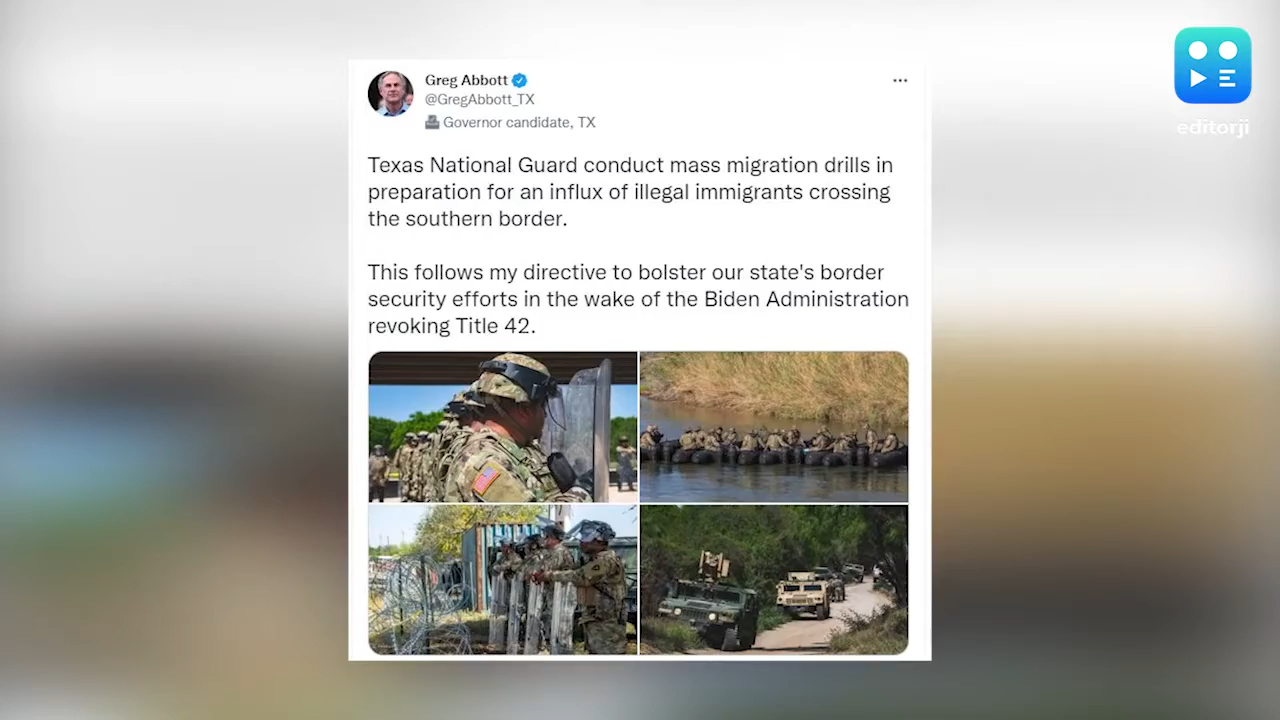 Greg Abbott
@GregAbbott_TX
Governor candidate, TX
Texas National Guard conduct mass migration drills in
preparation for an influx of illegal immigrants crossing
the southern border.
This follows my directive to bolster our state's border
security efforts in the wake of the Biden Administration
revoking Title 42.
editorji